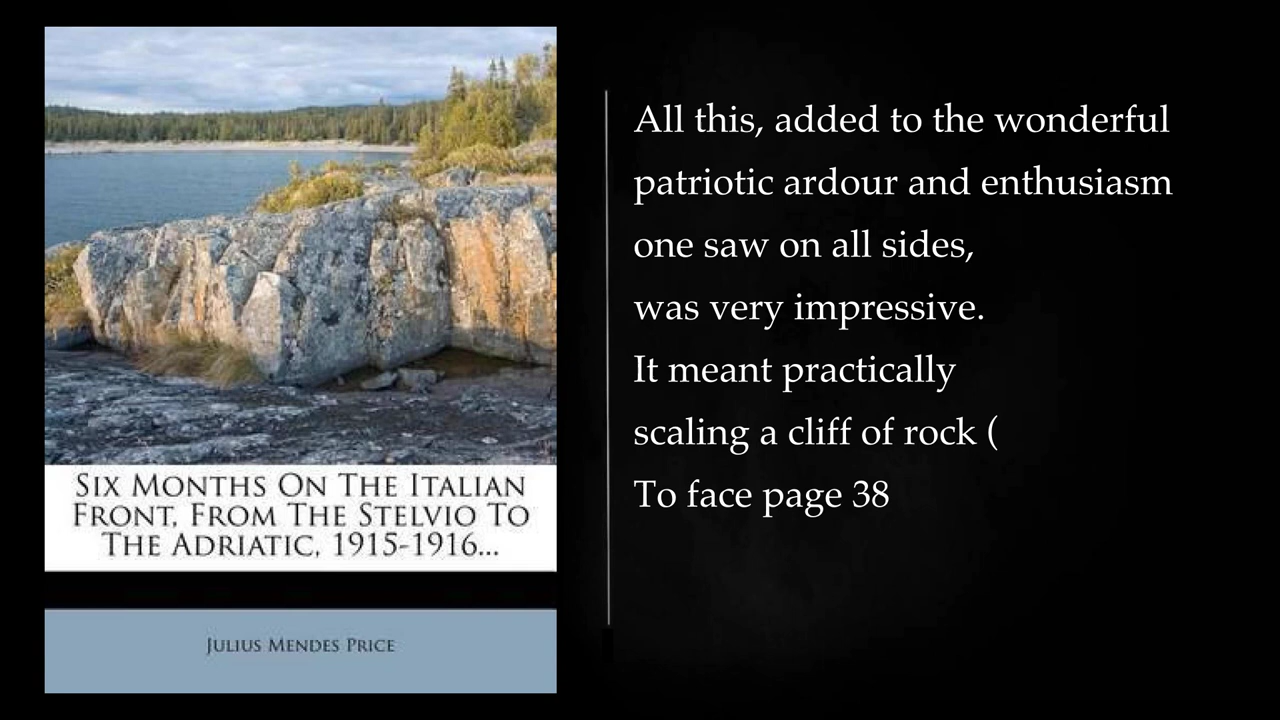 SIX MONTHS ON THE ITALIAN
FRONT, FROM THE STELVIO TO
THE ADRIATIC, 1915-1916...
JULIUS MENDES PRICE
All this, added to the wonderful
patriotic ardour and enthusiasm
one saw on all sides,
was very impressive.
It meant practically
scaling a cliff of rock (
To face page 38